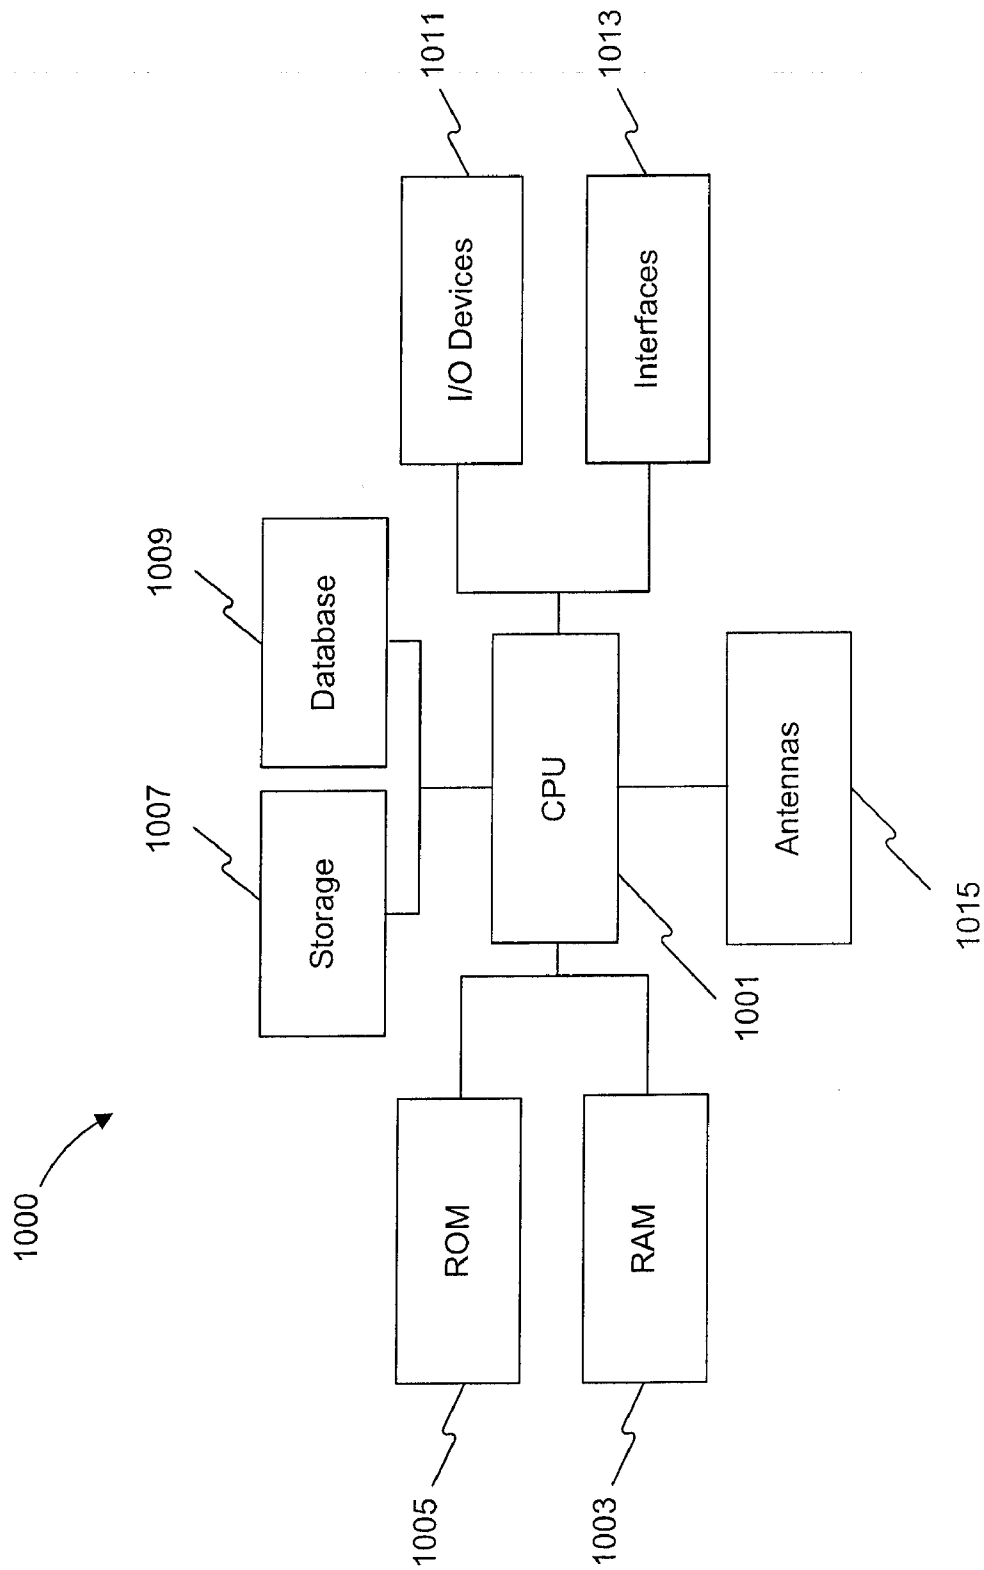 1000
1007
1009
Storage
Database
1005
ROM
CPU
I/O Devices
1011
1003
RAM
1001
Interfaces
1013
Antennas
1015